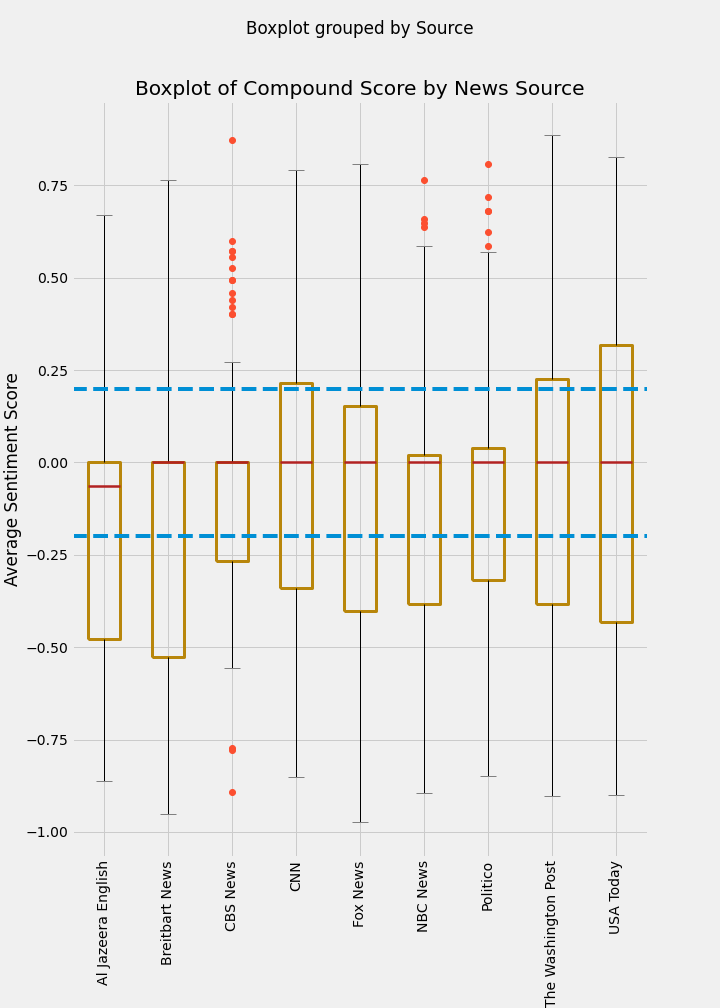 Boxplot grouped by Source
Boxplot of Compound Score by News Source
Average Sentiment Score
0.75
0.50
0.25
0.00
−0.25
−0.50
−0.75
−1.00
Al Jazeera English
Breitbart News
CBS News
CNN
Fox News
NBC News
Politico
The Washington Post
USA Today